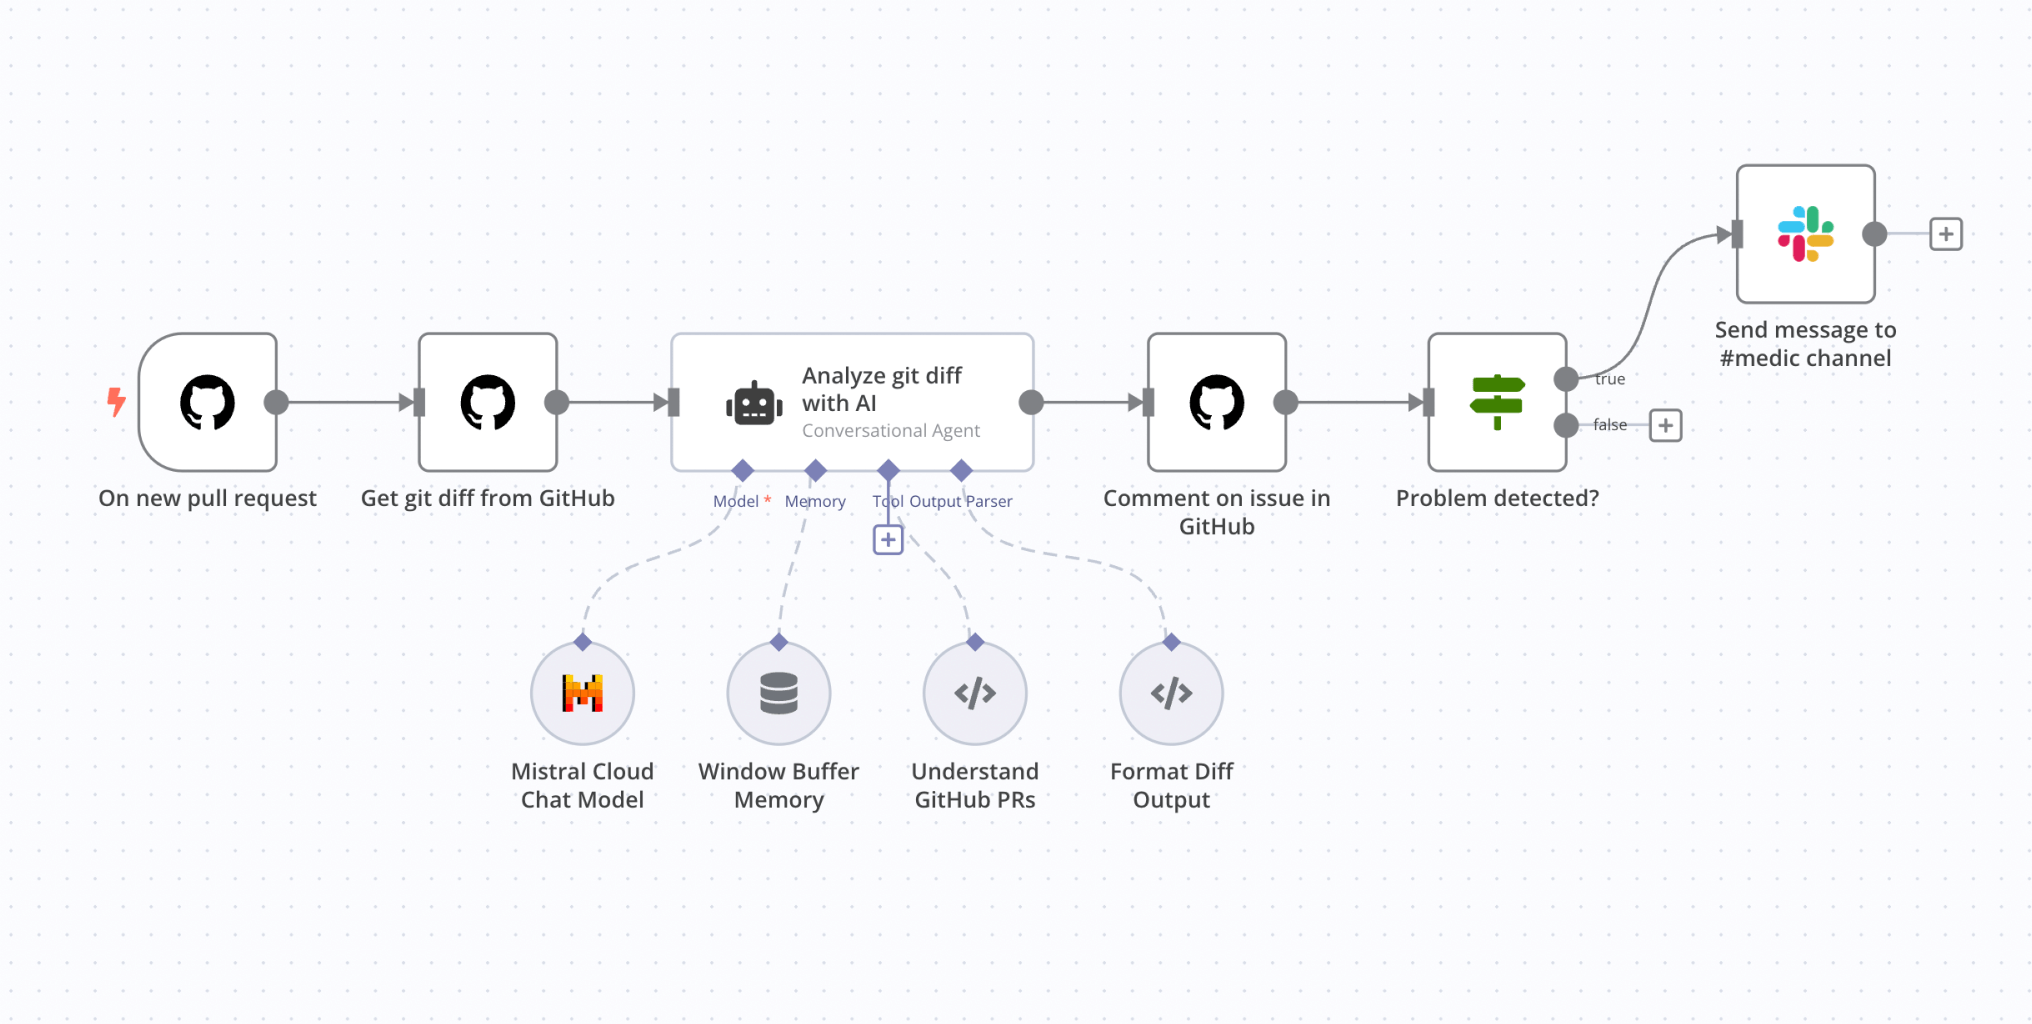 On new pull request
Get git diff from GitHub
Analyze git diff
with AI
Conversational Agent
Model *
Memory
Tool
Output Parser
Comment on issue in
GitHub
Problem detected?
true
false
Send message to
#medic channel
Mistral Cloud
Chat Model
Window Buffer
Memory
Understand
GitHub PRs
Format Diff
Output